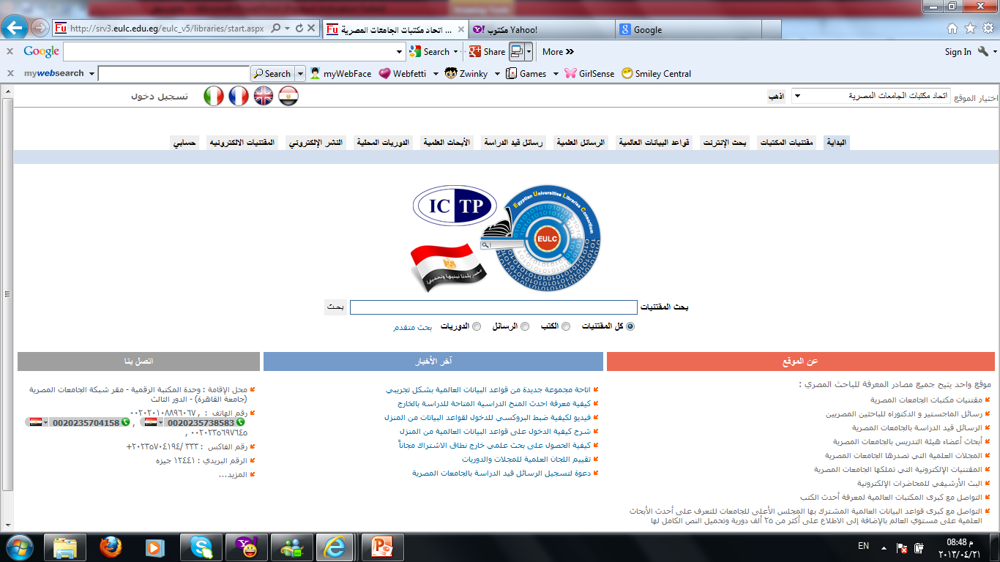 http://srv3.eulc.edu.eg/eulc_v5/libraries/start.aspx
اتحاد مكتبات الجامعات المصرية ...
مكتوب Yahoo!
Google
Google
Search
Share
More »
Sign In
mywebsearch
Search
myWebFace
Webfetti
Zwinky
Games
GirlSense
Smiley Central
اختيار الموقع
اتحاد مكتبات الجامعات المصرية
اذهب
تسجيل دخول
البداية
مقتنيات المكتبات
بحث الإنترنت
قواعد البيانات العالمية
الرسائل العلمية
رسائل قيد الدراسة
الأبحاث العلمية
الدوريات المحلية
النشر الإلكتروني
المقتنيات الالكترونيه
حسابي
IC TP
Egyptian Universities Libraries Consortium
EULC
بحث المقتنيات
بحث
كل المقتنيات
الكتب
الرسائل
الدوريات
بحث متقدم
عن الموقع
موقع واحد يتيح جميع مصادر المعرفة للباحث المصري :
مقتنيات مكتبات الجامعات المصرية
رسائل الماجستير و الدكتوراه للباحثين المصريين
الرسائل قيد الدراسة بالجامعات المصرية
أبحاث أعضاء هيئة التدريس بالجامعات المصرية
المجلات العلمية التي تصدرها الجامعات المصرية
المقتنيات الإلكترونية التي تملكها الجامعات المصرية
البث الأرشيفي للمحاضرات الإلكترونية
التواصل مع كبرى المكتبات العالمية لمعرفة أحدث الكتب
التواصل مع كبرى قواعد البيانات العالمية المشترك بها المجلس الأعلى للجامعات للتعرف على أحدث الأبحاث
العلمية على مستوي العالم بالإضافة إلى الاطلاع على أكثر من ٢٥ ألف دورية وتحميل النص الكامل لها
آخر الأخبار
اتاحة مجموعة جديدة من قواعد البيانات العالمية بشكل تجريبي
كيفية معرفة احدث المنح الدراسية المتاحة للدراسة بالخارج
فيديو لكيفية ضبط البروكسي للدخول لقواعد البيانات من المنزل
شرح كيفية الدخول على قواعد البيانات العالمية من المنزل
كيفية الحصول على بحث علمي خارج نطاق الاشتراك مجاناً
تقييم اللجان العلمية للمجلات والدوريات
دعوة لتسجيل الرسائل قيد الدراسة بالجامعات المصرية
اتصل بنا
محل الإقامة : وحدة المكتبة الرقمية - مقر شبكة الجامعات المصرية
(جامعة القاهرة) - الدور الثالث
رقم الهاتف : , ٠٠٢٠٢٠١٠٨٨٩٦٠٦٧
0020235738583 , 0020235704158
, ٠٠٢٠٢٣٥٦٩٧٦٤٥
رقم الفاكس : ٣٣٣ /٢٠٢٣٥٧٠٤١٩٤+
الرقم البريدي : ١٢٤٤١ جيزه
المزيد...
EN
08:48 م
٢٠١٣/٠٤/٢١